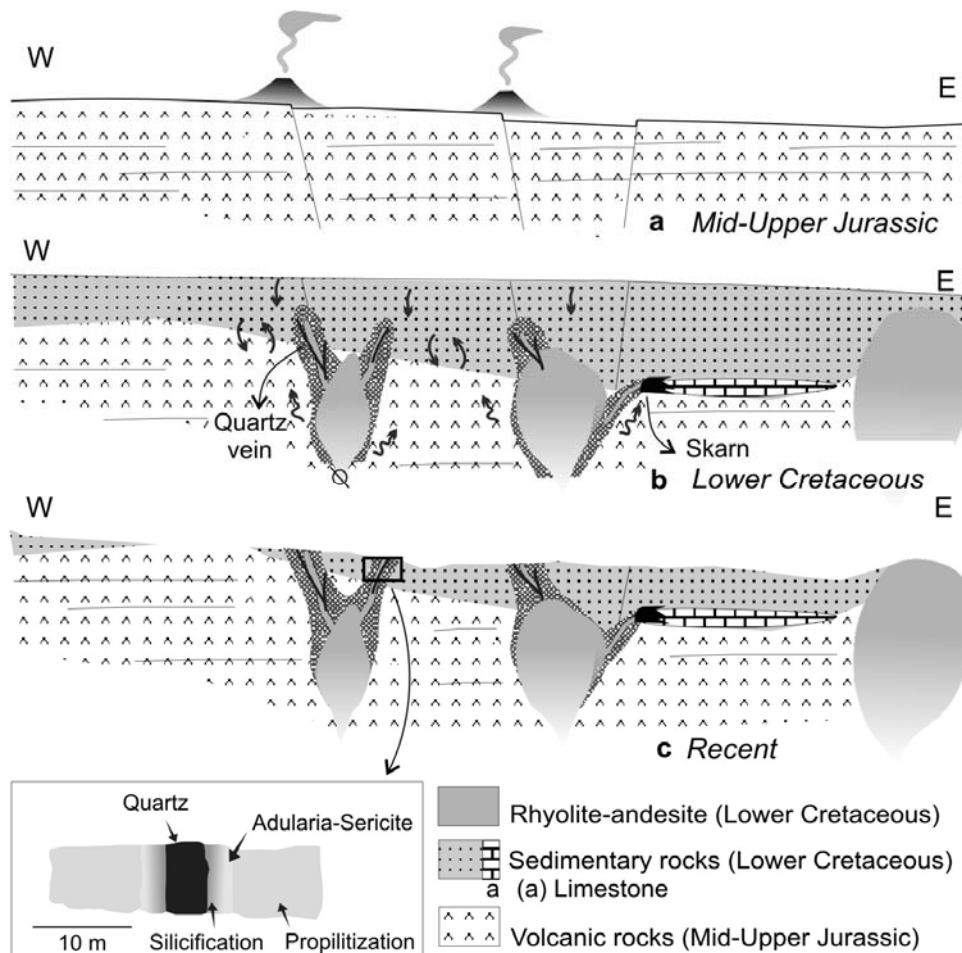 W
E
a Mid-Upper Jurassic
W
E
Quartz
vein
Skarn
b Lower Cretaceous
W
E
c Recent
Quartz
Adularia-Sericite
10 m
Silicification
Propilitization
Rhyolite-andesite (Lower Cretaceous)
Sedimentary rocks (Lower Cretaceous)
a
(a) Limestone
Volcanic rocks (Mid-Upper Jurassic)